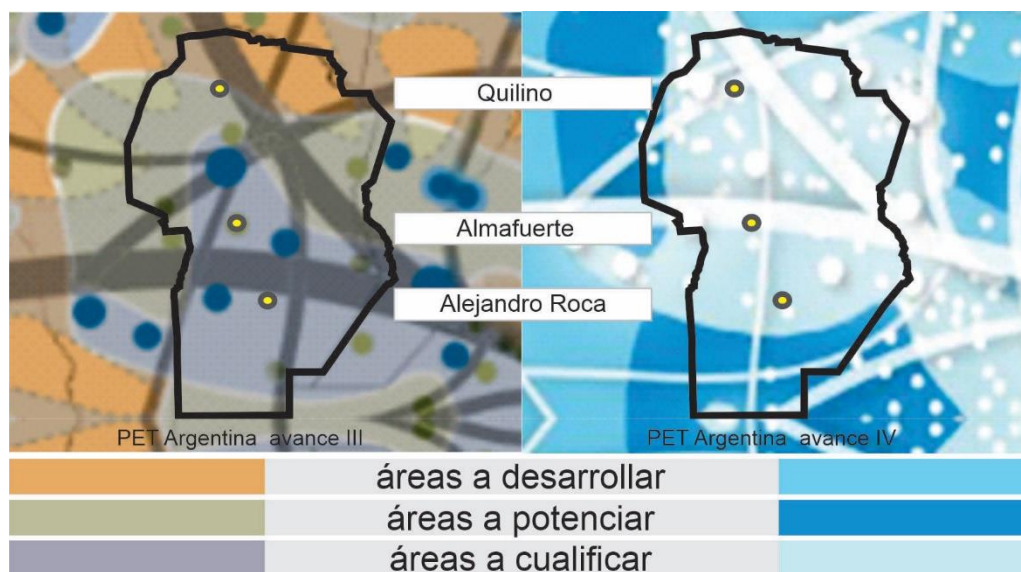 Quilino
Almafuerte
Alejandro Roca
PET Argentina avance III
PET Argentina avance IV
áreas a desarrollar
áreas a potenciar
áreas a cualificar